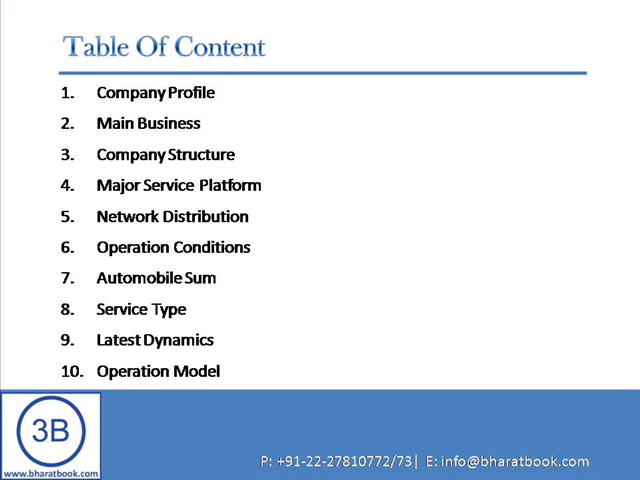 Table Of Content
1. Company Profile
2. Main Business
3. Company Structure
4. Major Service Platform
5. Network Distribution
6. Operation Conditions
7. Automobile Sum
8. Service Type
9. Latest Dynamics
10. Operation Model
3B
www.bharatbook.com
P: +91-22-27810772/73| E: info@bharatbook.com